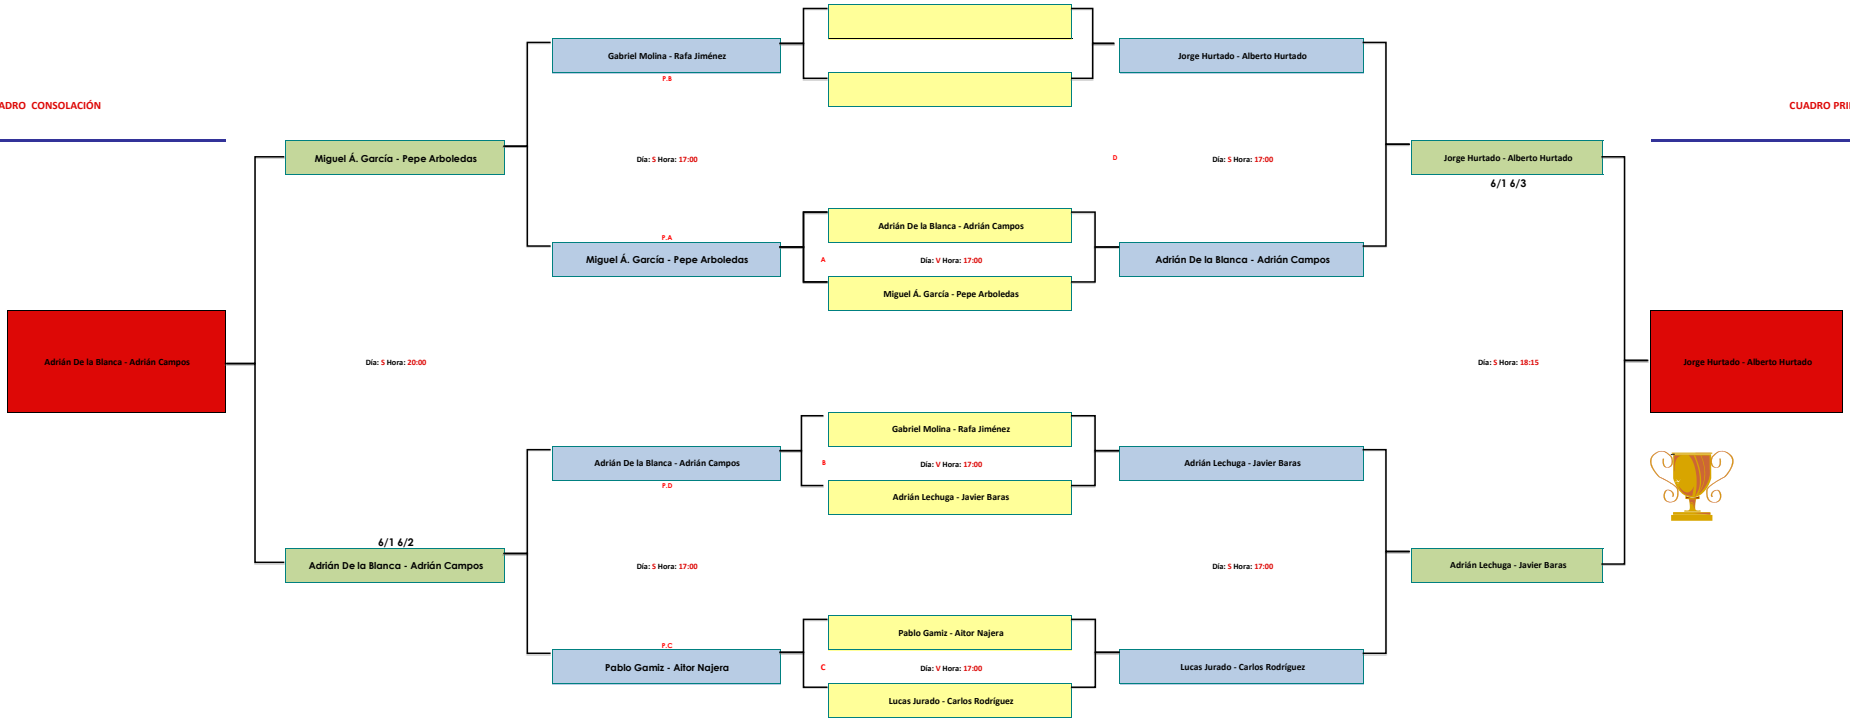 Gabriel Molina - Rafa Jiménez
Jorge Hurtado - Alberto Hurtado
P.B
ADRO CONSOLACIÓN
CUADRO PRI
Miguel Á. García - Pepe Arboledas
Día: S Hora: 17:00
D
Día: S Hora: 17:00
Jorge Hurtado - Alberto Hurtado
6/1 6/3
Adrián De la Blanca - Adrián Campos
P.A
Miguel Á. García - Pepe Arboledas
A
Día: V Hora: 17:00
Adrián De la Blanca - Adrián Campos
Miguel Á. García - Pepe Arboledas
Adrián De la Blanca - Adrián Campos
Día: S Hora: 20:00
Día: S Hora: 18:15
Jorge Hurtado - Alberto Hurtado
Gabriel Molina - Rafa Jiménez
Adrián De la Blanca - Adrián Campos
B
Día: V Hora: 17:00
Adrián Lechuga - Javier Baras
P.D
Adrián Lechuga - Javier Baras
6/1 6/2
Adrián De la Blanca - Adrián Campos
Día: S Hora: 17:00
Día: S Hora: 17:00
Adrián Lechuga - Javier Baras
Pablo Gamiz - Aitor Najera
P.C
Pablo Gamiz - Aitor Najera
C
Día: V Hora: 17:00
Lucas Jurado - Carlos Rodríguez
Lucas Jurado - Carlos Rodríguez